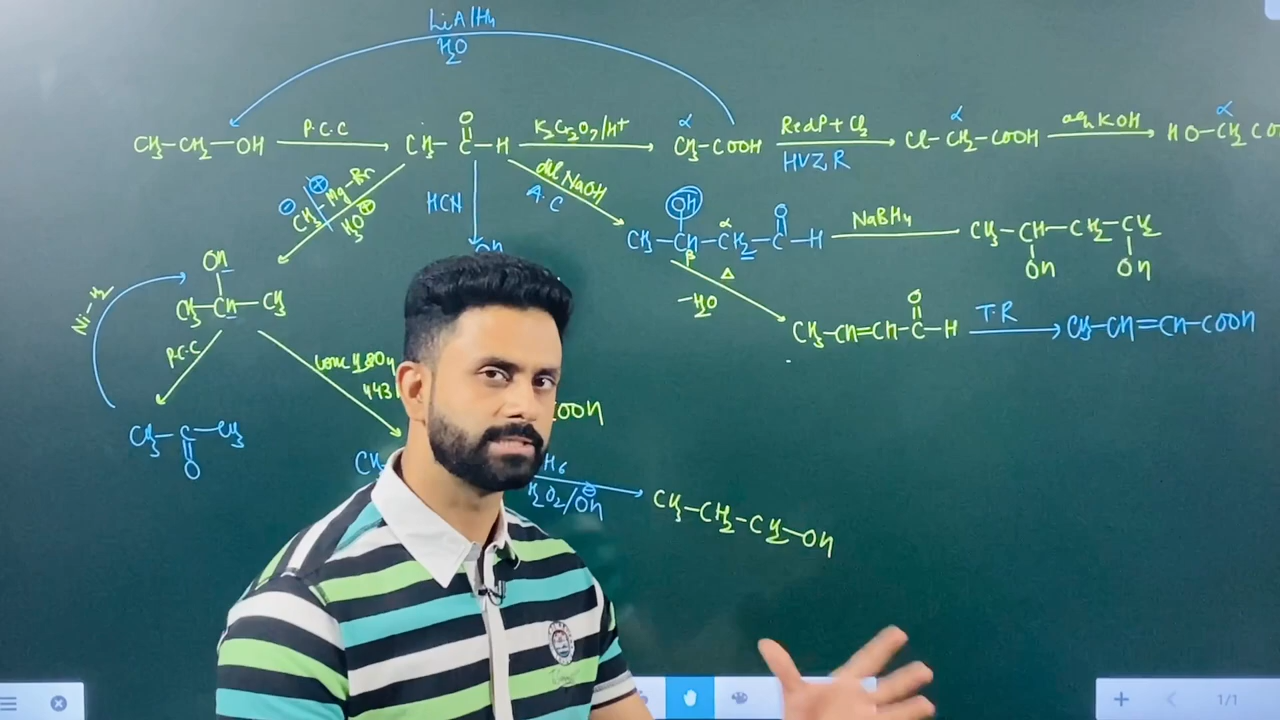 LiAlH4
H2O
CH3-CH2-OH P.C.C CH3-C-H K2Cr2O7/H+ CH3-COOH Red P + Cl2 Cl-CH2-COOH aq. KOH HO-CH2-CO
O α α α
HVZ R
CH3-Mg-Br
⊖ ⊕
H3O⊕
HCN
dil NaOH
A.C
OH O
CH3-CH-CH2-C-H NaBH4 CH3-CH-CH2-CH2
β α OH OH
OH
-H2O Δ
OH
CH3-CH-CH3
Ni-H2
O
CH3-CH=CH-C-H T.R CH3-CH=CH-COOH
P.C.C
Conc H2SO4
443
COOH
CH3-C-CH3
O
CH3
H6
H2O2/OH⊖
CH3-CH2-CH2-OH
1/1